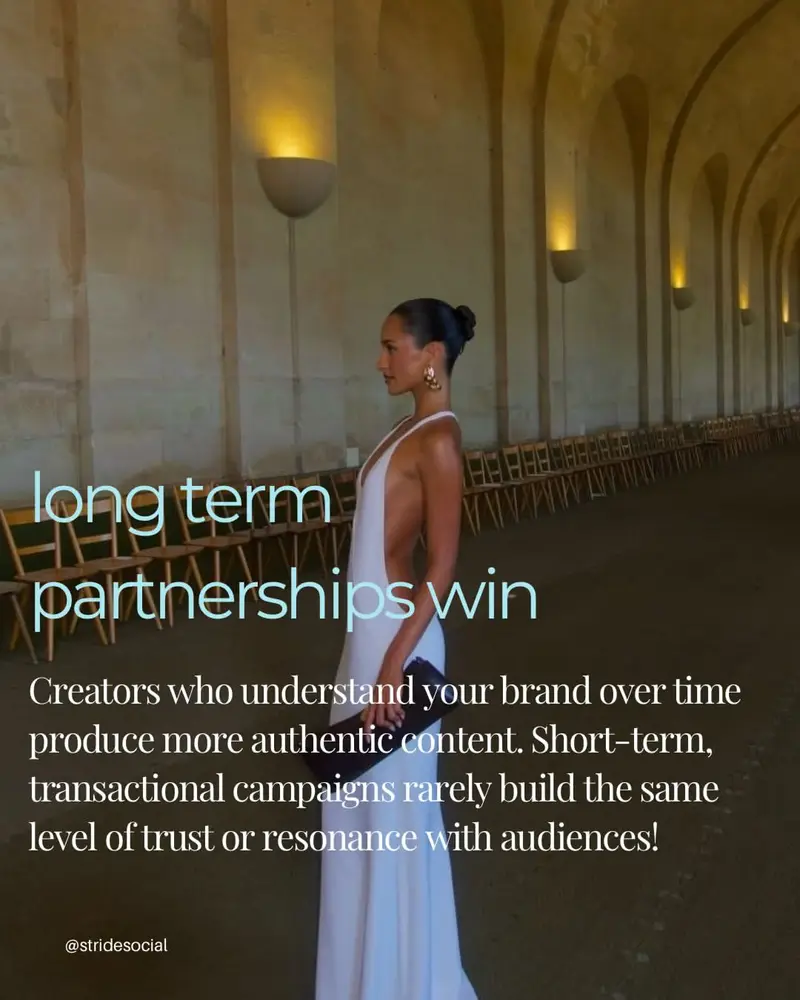 long term
partnerships win
Creators who understand your brand over time
produce more authentic content. Short-term,
transactional campaigns rarely build the same
level of trust or resonance with audiences!
@stridesocial